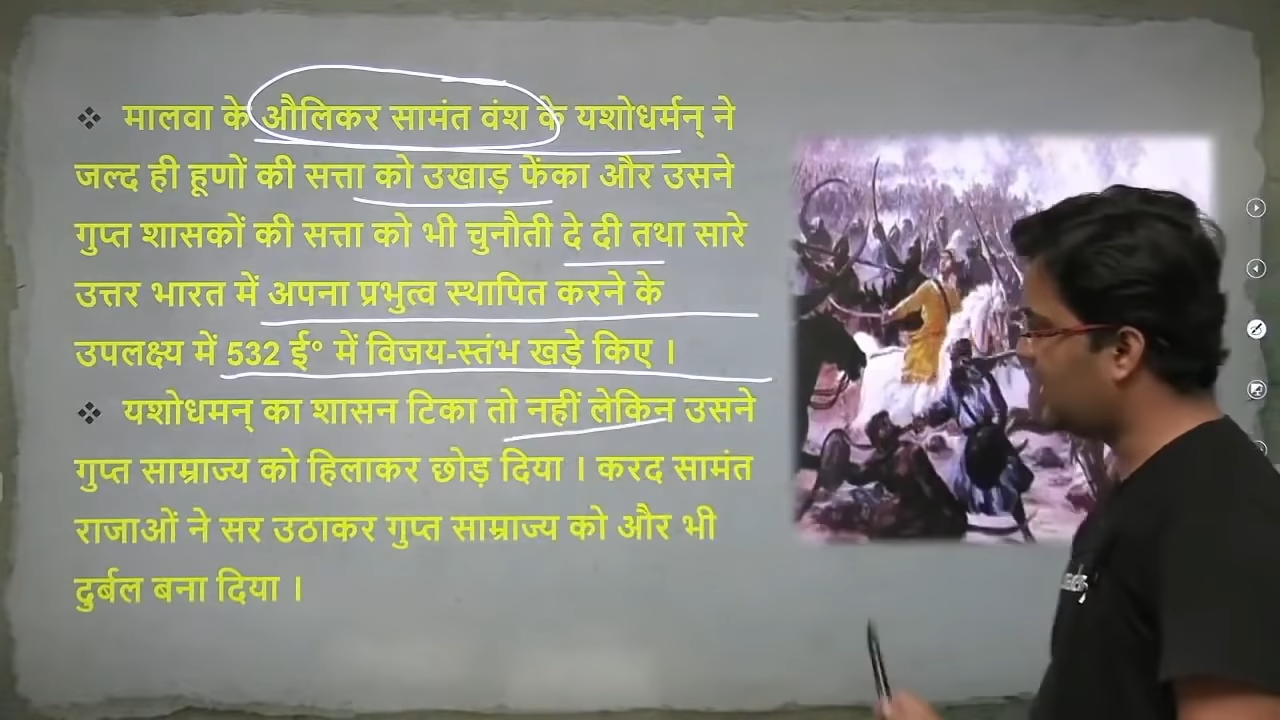 ❖ मालवा के औलिकर सामंत वंश के यशोधर्मन् ने
जल्द ही हूणों की सत्ता को उखाड़ फेंका और उसने
गुप्त शासकों की सत्ता को भी चुनौती दे दी तथा सारे
उत्तर भारत में अपना प्रभुत्व स्थापित करने के
उपलक्ष्य में 532 ई° में विजय-स्तंभ खड़े किए ।
❖ यशोधमन् का शासन टिका तो नहीं लेकिन उसने
गुप्त साम्राज्य को हिलाकर छोड़ दिया । करद सामंत
राजाओं ने सर उठाकर गुप्त साम्राज्य को और भी
दुर्बल बना दिया ।